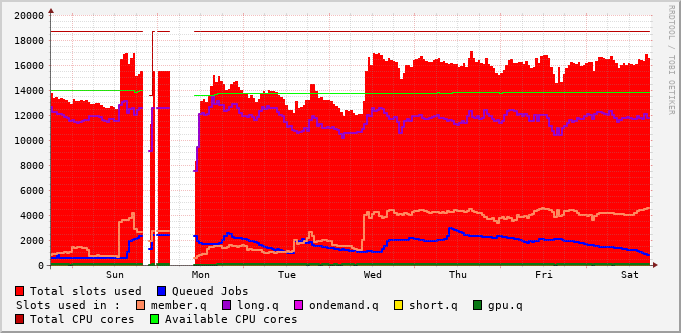 20000
18000
16000
14000
12000
10000
8000
6000
4000
2000
0
Sun Mon Tue Wed Thu Fri Sat
RRDTOOL / TOBI OETIKER
Total slots used Queued Jobs
Slots used in : member.q long.q ondemand.q short.q gpu.q
Total CPU cores Available CPU cores